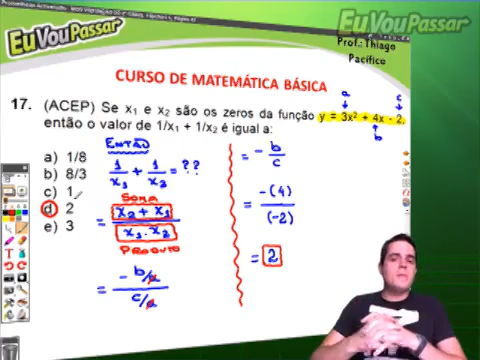 EuVouPassar
EuVouPassar
Prof.: Thiago
Pacífico
CURSO DE MATEMÁTICA BÁSICA
17. (ACEP) Se x₁ e x₂ são os zeros da função y = 3x² + 4x - 2,
então o valor de 1/x₁ + 1/x₂ é igual a:
a c
b
a) 1/8
b) 8/3
c) 1
d) 2
e) 3
ENTÃO
1/x₁ + 1/x₂ = ??
SOMA
= (x₂ + x₁)/(x₁ . x₂)
PRODUTO
= (-b/a)/(c/a)
= - b/c
= -(4)/(-2)
= 2